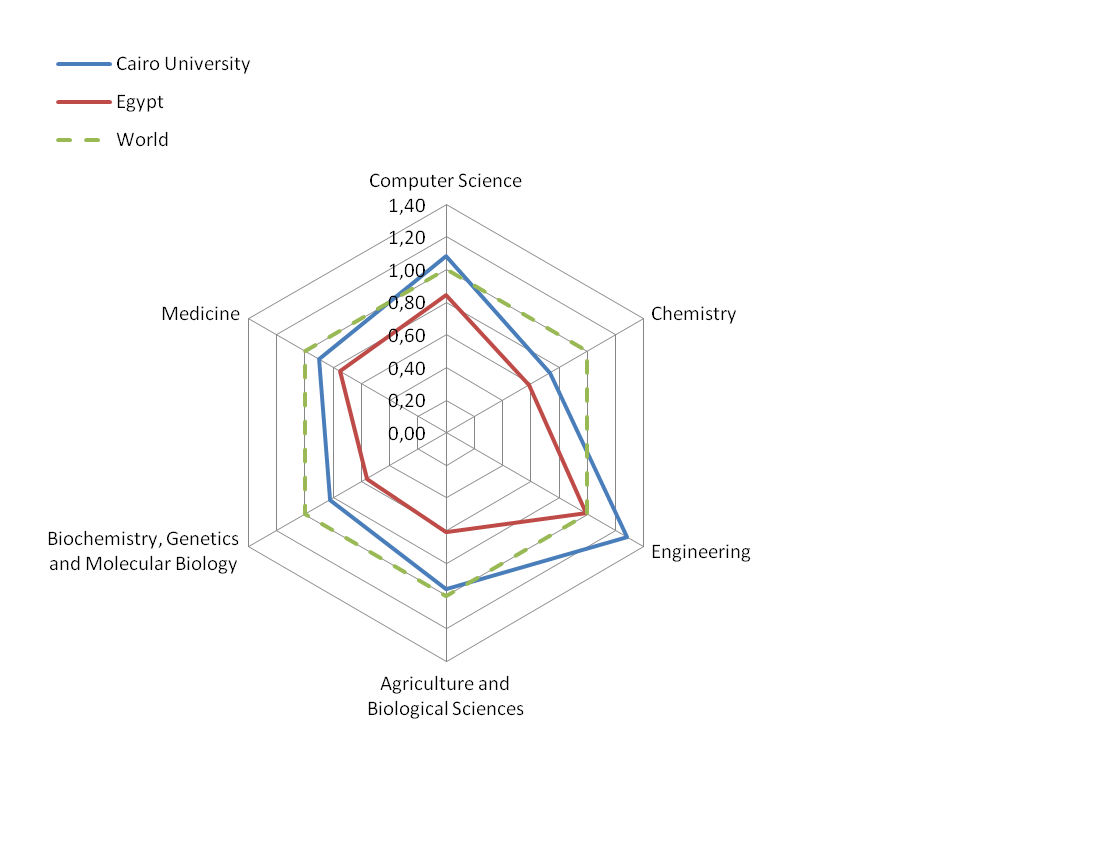 Cairo University
Egypt
World
Computer Science
1,40
1,20
1,00
0,80
0,60
0,40
0,20
0,00
Medicine
Chemistry
Biochemistry, Genetics
and Molecular Biology
Engineering
Agriculture and
Biological Sciences